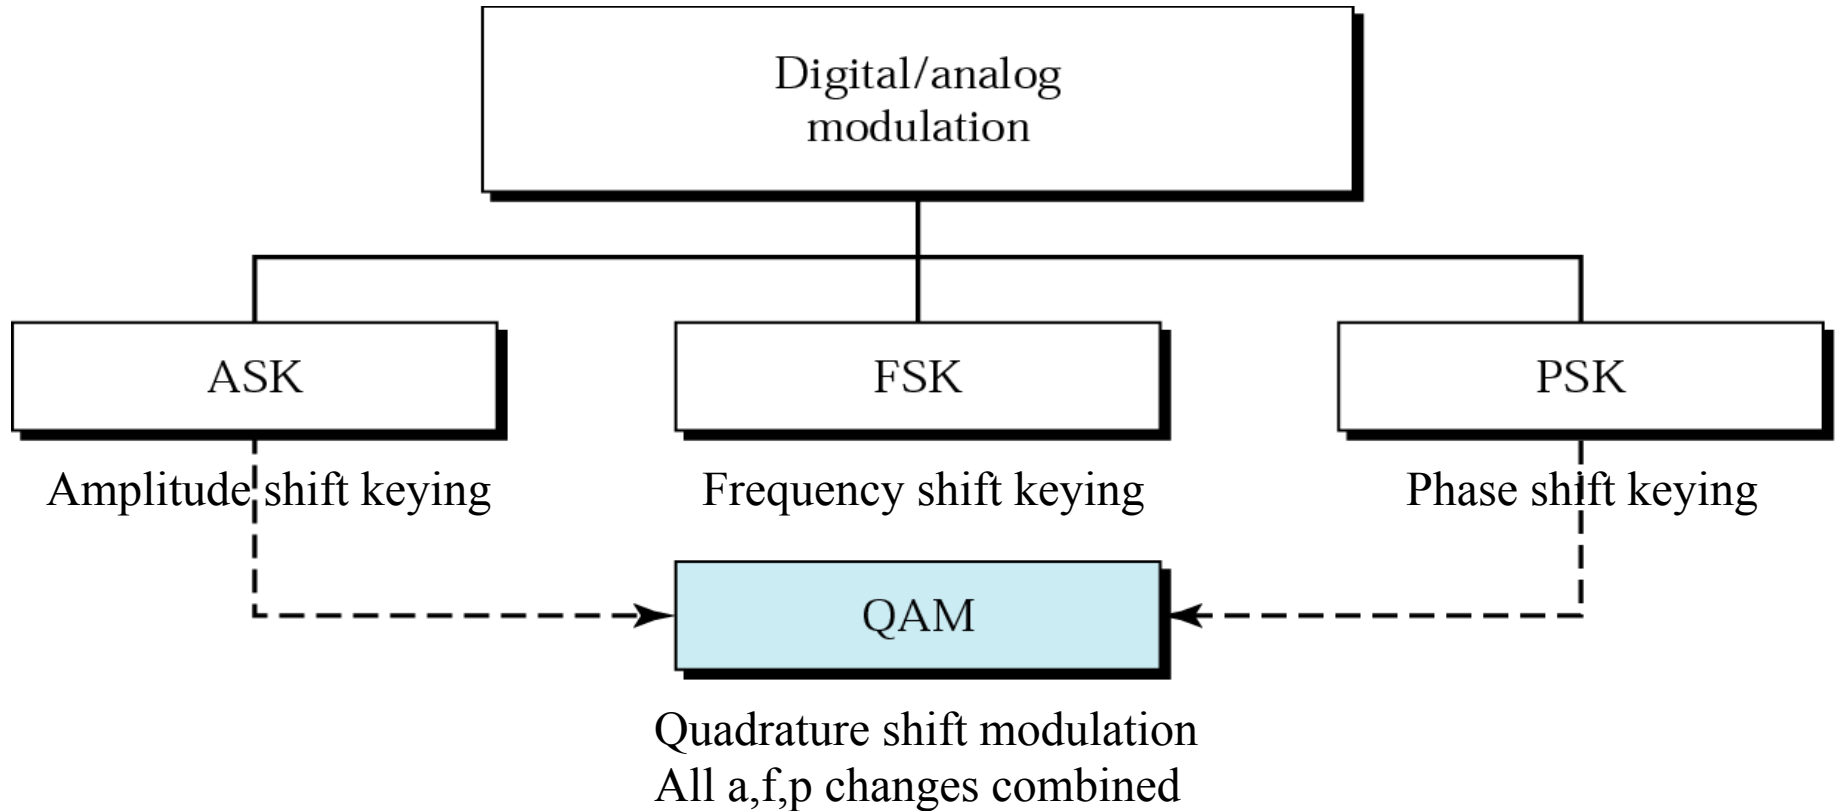 Digital/analog
modulation
ASK
FSK
PSK
Amplitude shift keying
Frequency shift keying
Phase shift keying
QAM
Quadrature shift modulation
All a,f,p changes combined